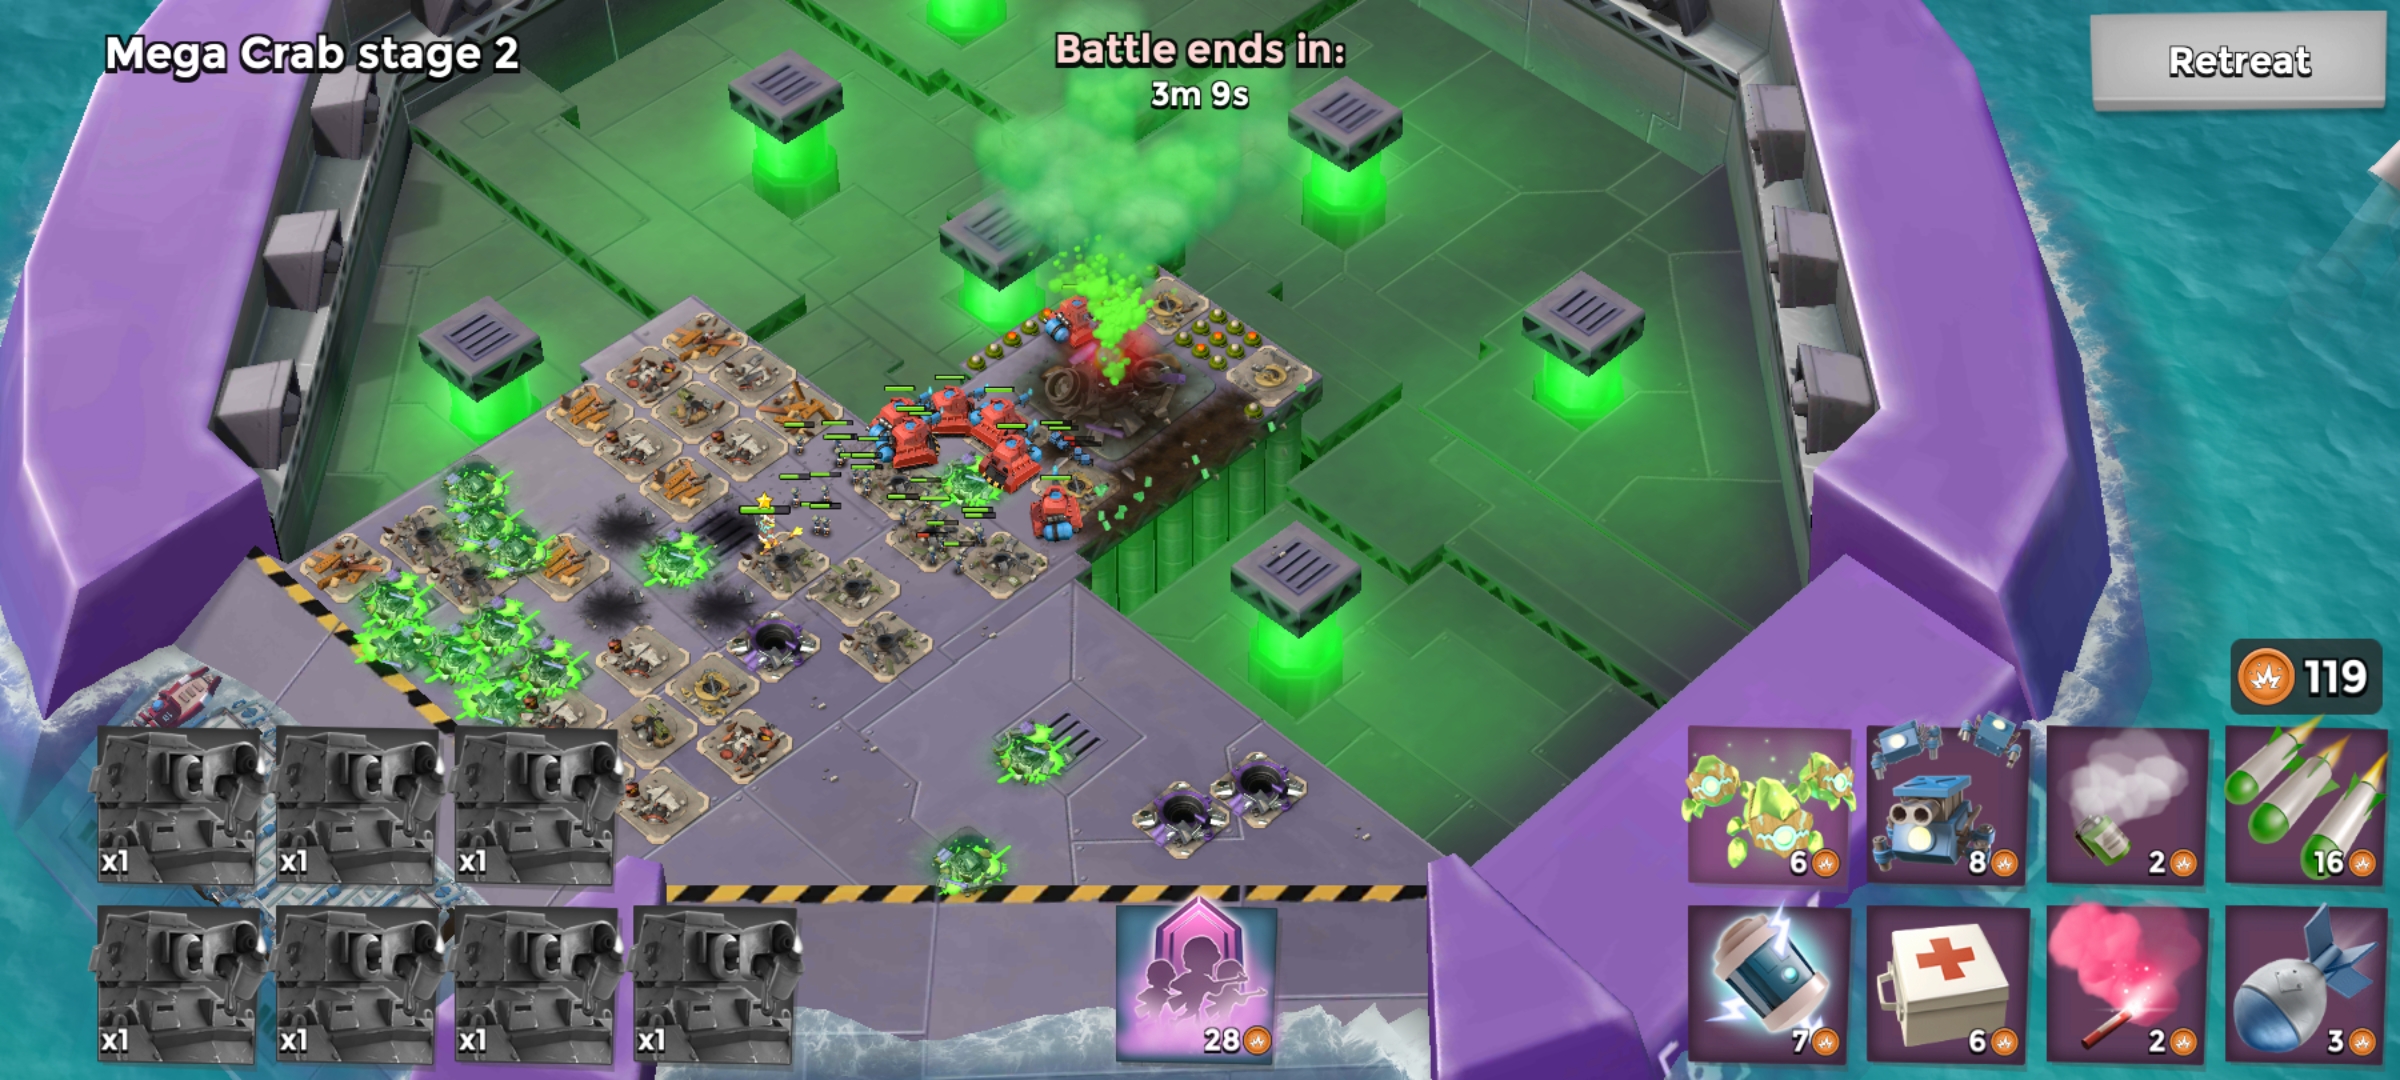 Mega Crab stage 2
Battle ends in:
3m 9s
Retreat
119
x1
x1
x1
6
8
2
16
x1
x1
x1
x1
28
7
6
2
3